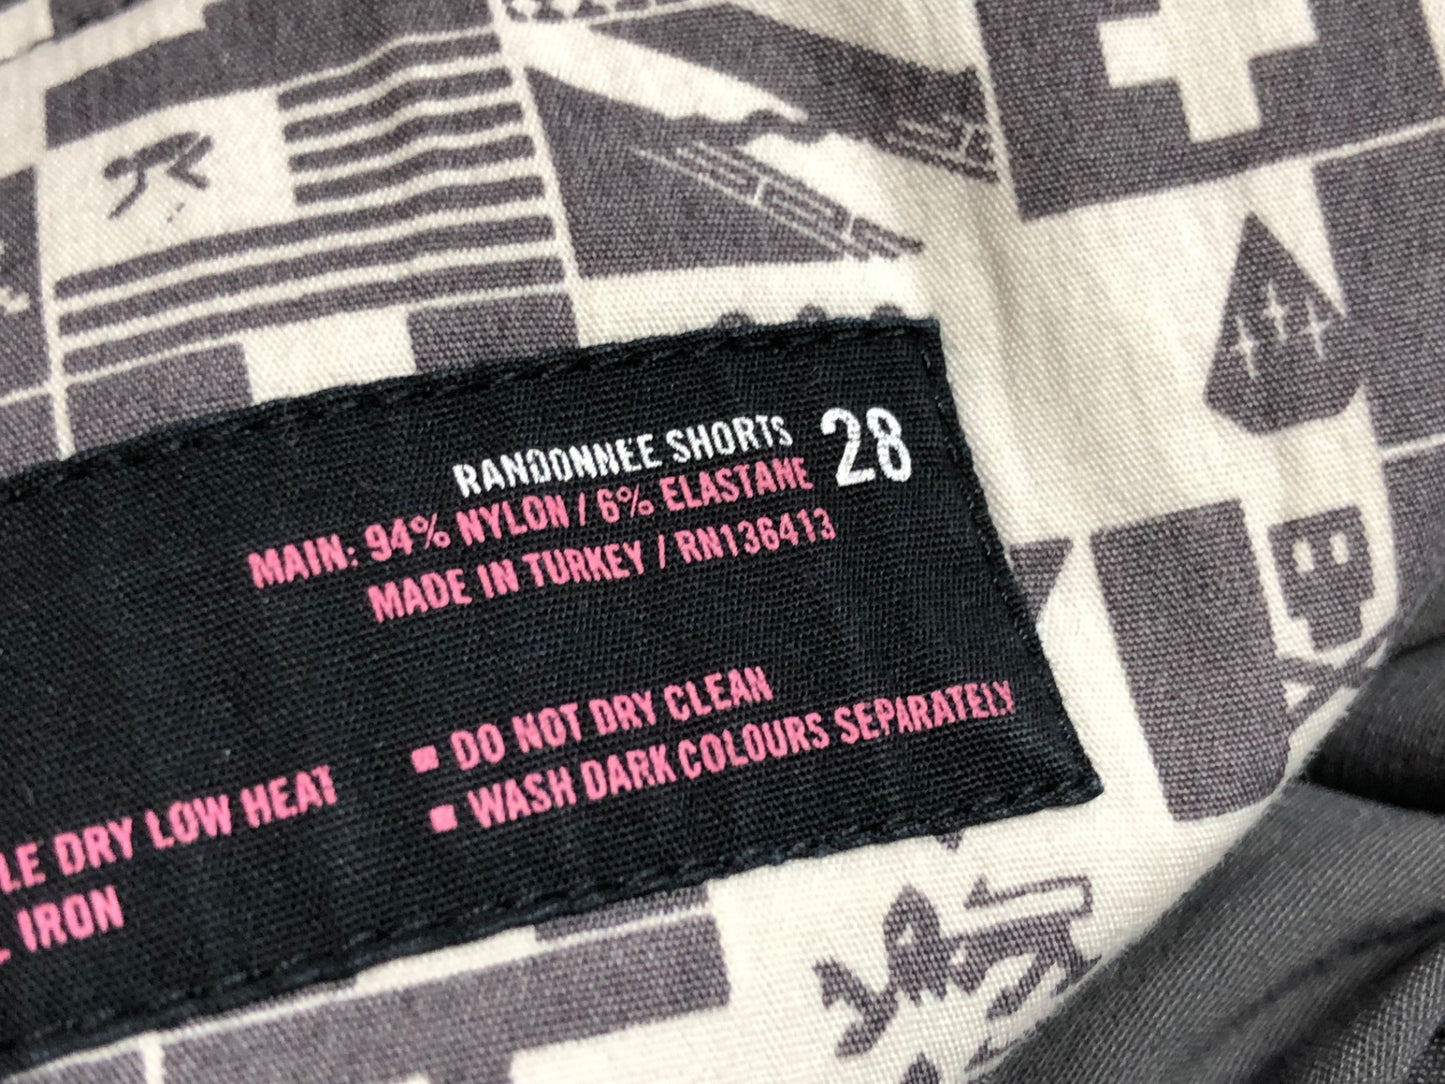 RANDONNEE SHORTS 28
MAIN: 94% NYLON / 6% ELASTANE
MADE IN TURKEY / RN136413
LE DRY LOW HEAT
IRON
▪ DO NOT DRY CLEAN
▪ WASH DARK COLOURS SEPARATELY